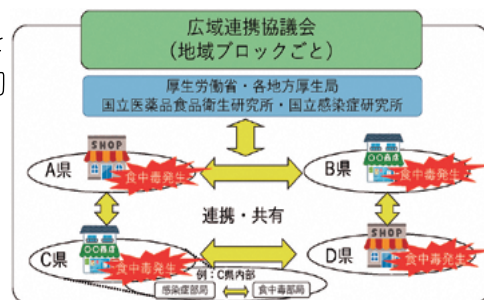 広域連携協議会
(地域ブロックごと)
厚生労働省・各地方厚生局
国立医薬品食品衛生研究所・国立感染症研究所
SHOP
A県
食中毒発生
〇〇商店
B県
食中毒発生
連携・共有
〇〇商店
C県
食中毒発生
SHOP
D県
食中毒発生
例:C県内部
感染症部局
食中毒部局